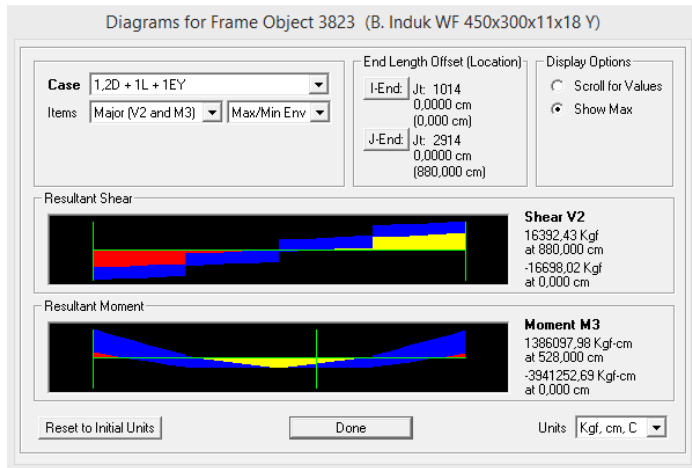 Diagrams for Frame Object 3823 (B. Induk WF 450x300x11x18 Y)
Case 1,2D + 1L + 1EY
Items Major (V2 and M3) Max/Min Env
End Length Offset (Location)
I-End: Jt: 1014
0,0000 cm
(0,000 cm)
J-End: Jt: 2914
0,0000 cm
(880,000 cm)
Display Options
Scroll for Values
Show Max
Resultant Shear
Shear V2
16392,43 Kgf
at 880,000 cm
-16698,02 Kgf
at 0,000 cm
Resultant Moment
Moment M3
1386097,98 Kgf-cm
at 528,000 cm
-3941252,69 Kgf-cm
at 0,000 cm
Reset to Initial Units
Done
Units Kgf, cm, C